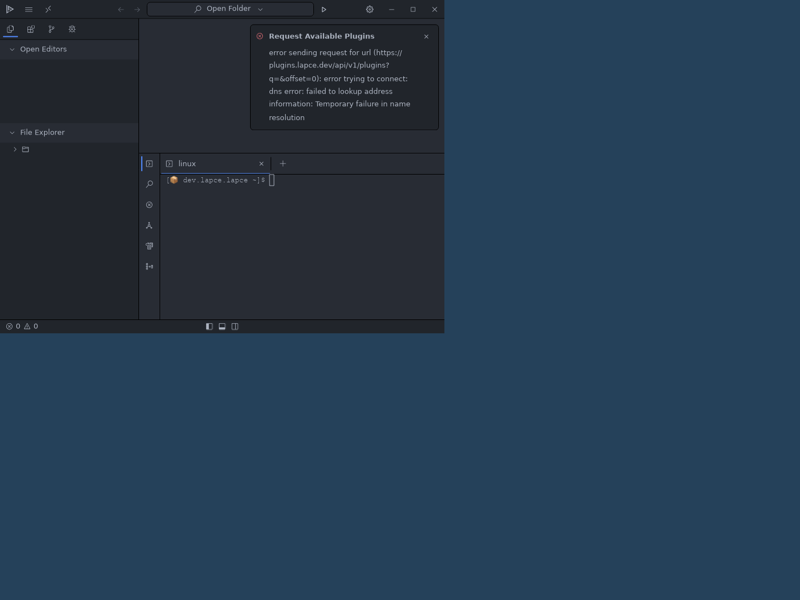 Open Folder
Open Editors
File Explorer
Request Available Plugins
error sending request for url (https://
plugins.lapce.dev/api/v1/plugins?
q=&offset=0): error trying to connect:
dns error: failed to lookup address
information: Temporary failure in name
resolution
linux
[📦 dev.lapce.lapce ~]$
0 0